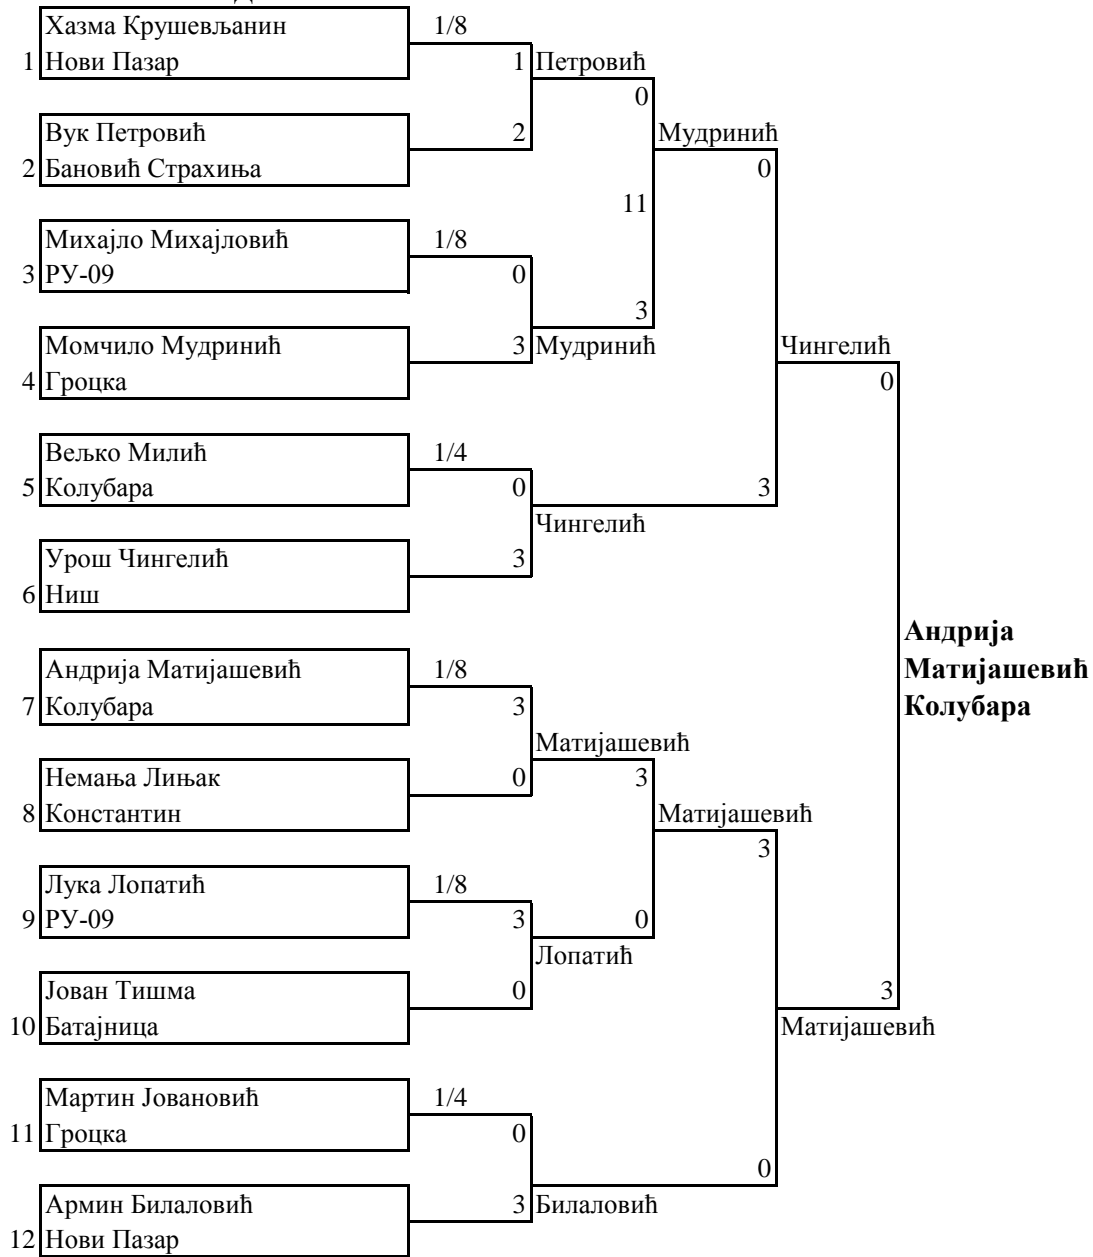 Хазма Крушевљанин
1/8
1 Нови Пазар
1 Петровић
0
Вук Петровић
2
Мудринић
2 Бановић Страхиња
0
11
Михајло Михајловић
1/8
3 РУ-09
0
3
Момчило Мудринић
3 Мудринић
Чингелић
4 Гроцка
0
Вељко Милић
1/4
5 Колубара
0
3
Чингелић
Урош Чингелић
3
6 Ниш
Андрија
Матијашевић
Колубара
Андрија Матијашевић
1/8
7 Колубара
3
Матијашевић
Немања Лињак
0
3
8 Константин
Матијашевић
3
Лука Лопатић
1/8
9 РУ-09
3
0
Лопатић
Јован Тишма
0
3
10 Батајница
Матијашевић
Мартин Јовановић
1/4
11 Гроцка
0
0
Армин Билаловић
3 Билаловић
12 Нови Пазар